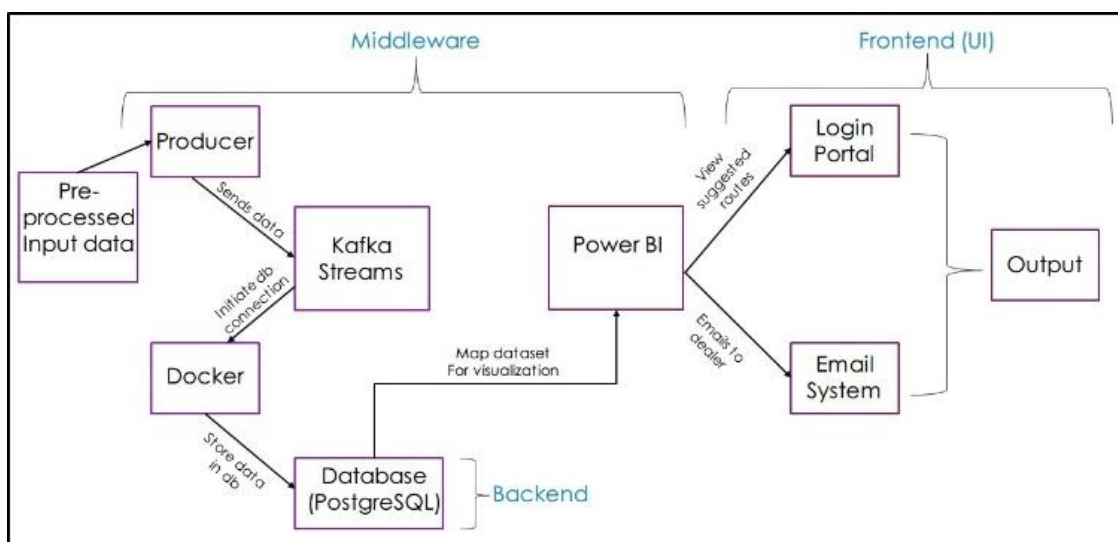 Middleware
Frontend (UI)
Producer
Login
Portal
Pre-
processed
Input data
Sends data
View
suggested
routes
Kafka
Streams
Power BI
Output
Initiate db
connection
Emails to
dealer
Docker
Map dataset
For visualization
Email
System
Store data
in db
Database
(PostgreSQL)
Backend